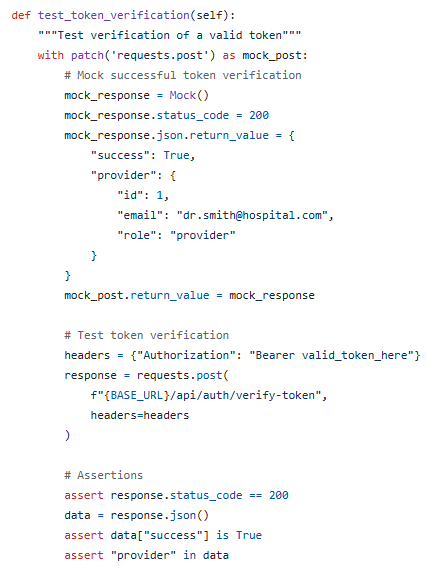 def test_token_verification(self):
    """Test verification of a valid token"""
    with patch('requests.post') as mock_post:
        # Mock successful token verification
        mock_response = Mock()
        mock_response.status_code = 200
        mock_response.json.return_value = {
            "success": True,
            "provider": {
                "id": 1,
                "email": "dr.smith@hospital.com",
                "role": "provider"
            }
        }
        mock_post.return_value = mock_response

        # Test token verification
        headers = {"Authorization": "Bearer valid_token_here"}
        response = requests.post(
            f"{BASE_URL}/api/auth/verify-token",
            headers=headers
        )

        # Assertions
        assert response.status_code == 200
        data = response.json()
        assert data["success"] is True
        assert "provider" in data